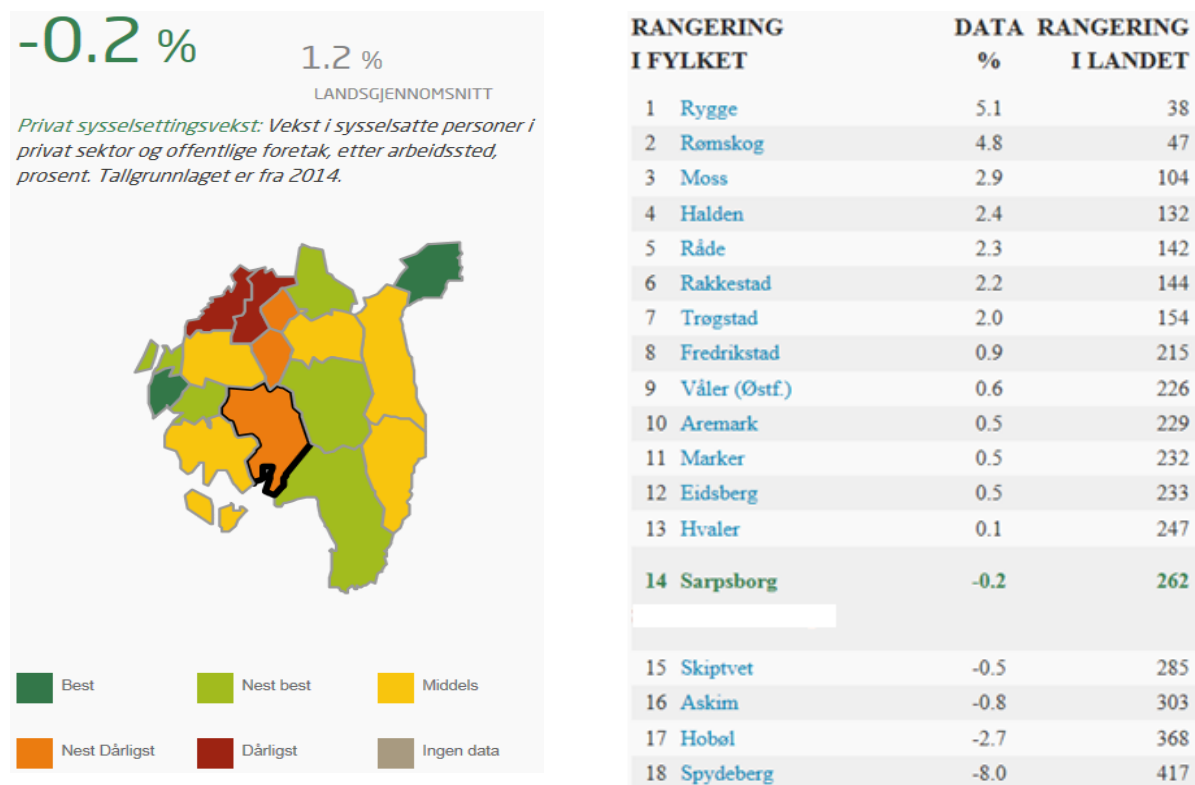 -0.2 %
1.2 %
LANDSGJENNOMSNITT
Privat sysselsettingsvekst: Vekst i sysselsatte personer i
privat sektor og offentlige foretak, etter arbeidssted,
prosent. Tallgrunnlaget er fra 2014.
Best
Nest best
Middels
Nest Dårligst
Dårligst
Ingen data
RANGERING DATA RANGERING
I FYLKET % I LANDET
1 Rygge 5.1 38
2 Rømskog 4.8 47
3 Moss 2.9 104
4 Halden 2.4 132
5 Råde 2.3 142
6 Rakkestad 2.2 144
7 Trøgstad 2.0 154
8 Fredrikstad 0.9 215
9 Våler (Østf.) 0.6 226
10 Aremark 0.5 229
11 Marker 0.5 232
12 Eidsberg 0.5 233
13 Hvaler 0.1 247
14 Sarpsborg -0.2 262
15 Skiptvet -0.5 285
16 Askim -0.8 303
17 Hobøl -2.7 368
18 Spydeberg -8.0 417